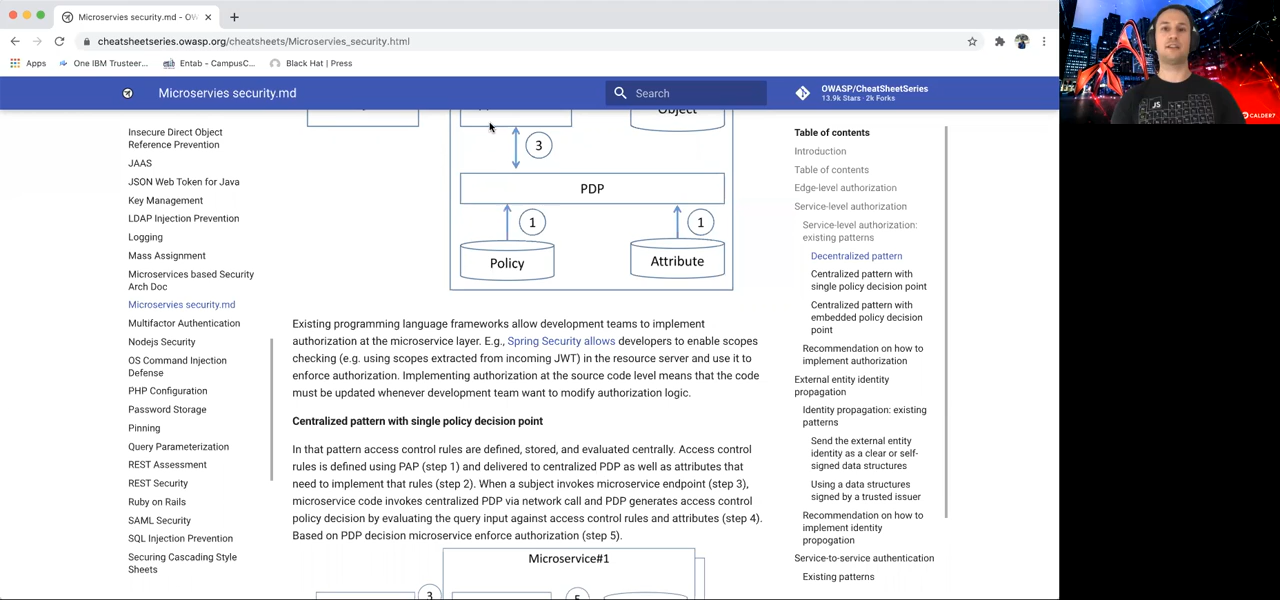 Microservies security.md - OW
cheatsheetseries.owasp.org/cheatsheets/Microservies_security.html
Apps
One IBM Trusteer...
Entab - CampusC...
Black Hat | Press
Microservies security.md
Search
OWASP/CheatSheetSeries
13.9k Stars · 2k Forks
Insecure Direct Object
Reference Prevention
JAAS
JSON Web Token for Java
Key Management
LDAP Injection Prevention
Logging
Mass Assignment
Microservices based Security
Arch Doc
Microservies security.md
Multifactor Authentication
Nodejs Security
OS Command Injection
Defense
PHP Configuration
Password Storage
Pinning
Query Parameterization
REST Assessment
REST Security
Ruby on Rails
SAML Security
SQL Injection Prevention
Securing Cascading Style
Sheets
Object
3
PDP
1
1
Policy
Attribute
Existing programming language frameworks allow development teams to implement
authorization at the microservice layer. E.g., Spring Security allows developers to enable scopes
checking (e.g. using scopes extracted from incoming JWT) in the resource server and use it to
enforce authorization. Implementing authorization at the source code level means that the code
must be updated whenever development team want to modify authorization logic.
Centralized pattern with single policy decision point
In that pattern access control rules are defined, stored, and evaluated centrally. Access control
rules is defined using PAP (step 1) and delivered to centralized PDP as well as attributes that
need to implement that rules (step 2). When a subject invokes microservice endpoint (step 3),
microservice code invokes centralized PDP via network call and PDP generates access control
policy decision by evaluating the query input against access control rules and attributes (step 4).
Based on PDP decision microservice enforce authorization (step 5).
Microservice#1
3
5
Table of contents
Introduction
Table of contents
Edge-level authorization
Service-level authorization
Service-level authorization:
existing patterns
Decentralized pattern
Centralized pattern with
single policy decision point
Centralized pattern with
embedded policy decision
point
Recommendation on how to
implement authorization
External entity identity
propagation
Identity propagation: existing
patterns
Send the external entity
identity as a clear or self-
signed data structures
Using a data structures
signed by a trusted issuer
Recommendation on how to
implement identity
propogation
Service-to-service authentication
Existing patterns
JS
CALDER7